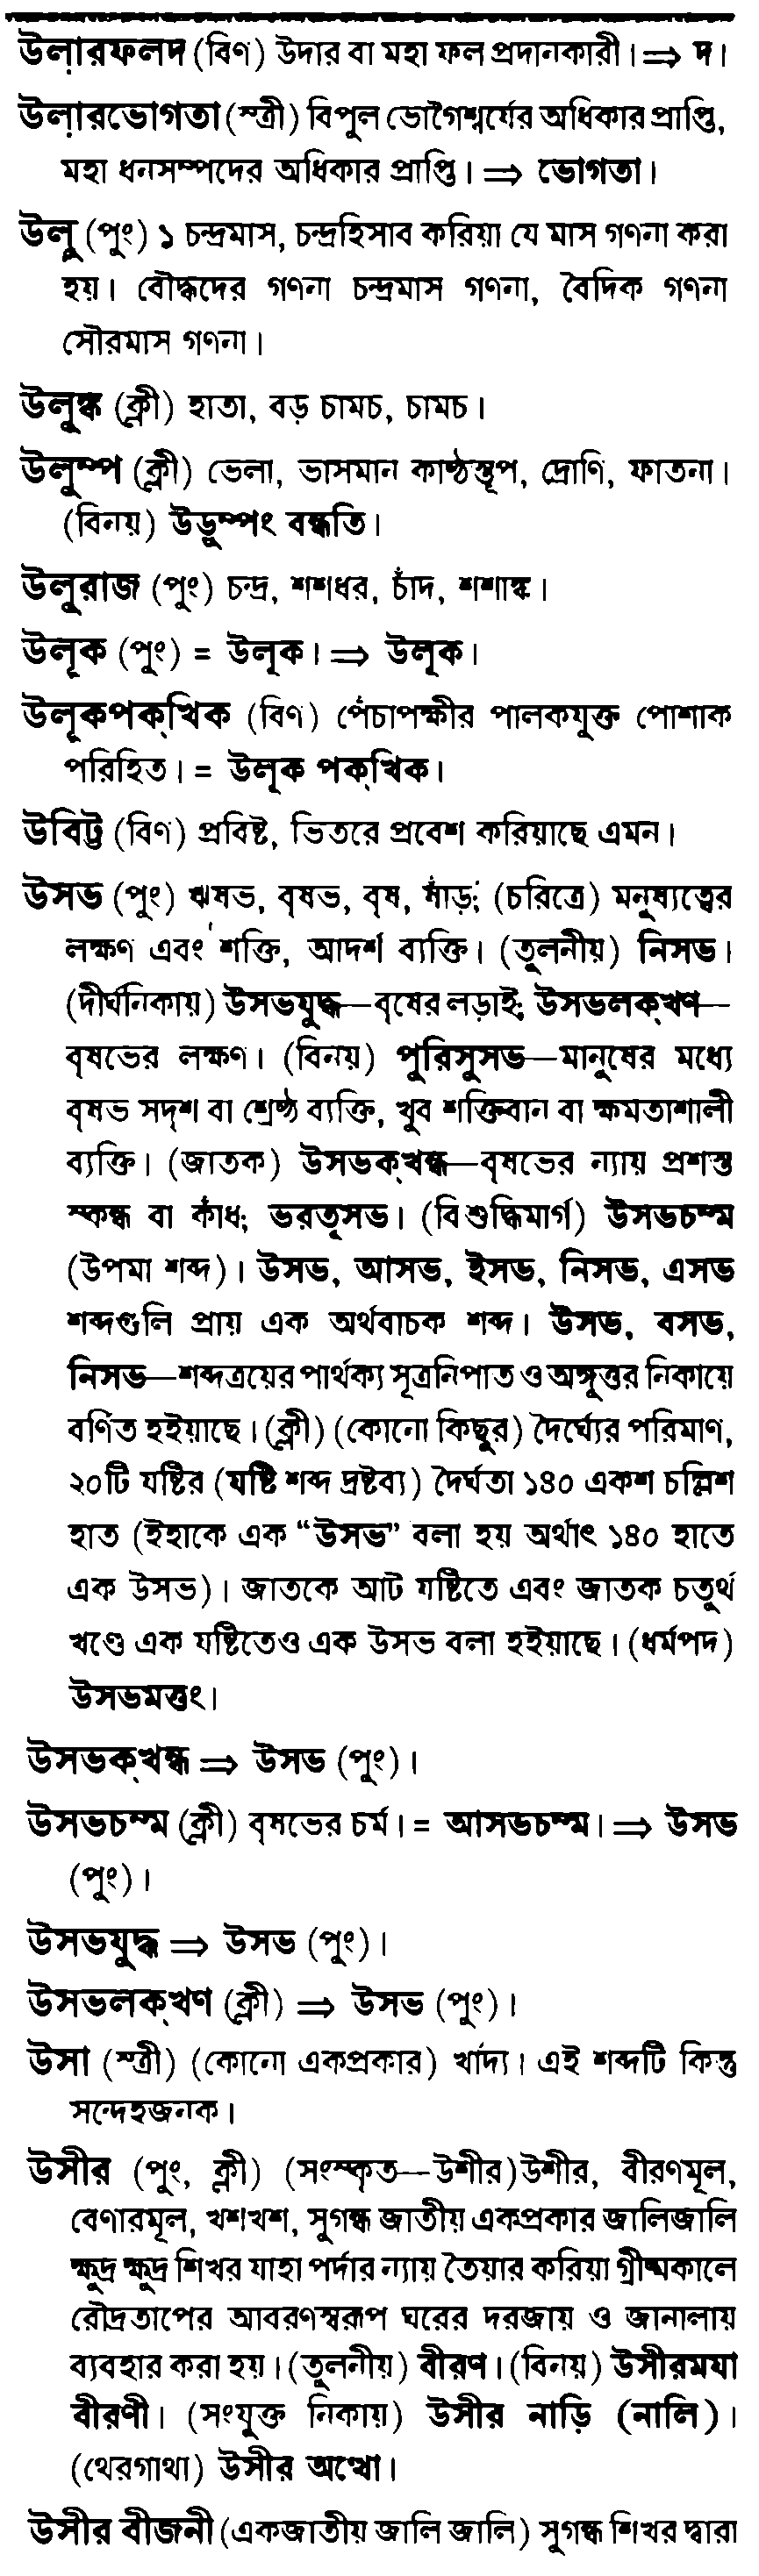 উল়ারফলদ (বিণ) উদার বা মহা ফল প্রদানকারী। ⇒ দ।
উল়ারভোগতা (স্ত্রী) বিপুল ভোগৈশ্বর্যের অধিকার প্রাপ্তি,
মহা ধনসম্পদের অধিকার প্রাপ্তি। ⇒ ভোগতা।
উলু (পুং) ১ চন্দ্রমাস, চন্দ্রহিসাব করিয়া যে মাস গণনা করা
হয়। বৌদ্ধদের গণনা চন্দ্রমাস গণনা, বৈদিক গণনা
সৌরমাস গণনা।
উলুঙ্ক (ক্লী) হাতা, বড় চামচ, চামচ।
উলুম্প (ক্লী) ভেলা, ভাসমান কাষ্ঠস্তূপ, দ্রোণি, ফাতনা।
(বিনয়) উড়ুম্পং বন্ধতি।
উলুরাজ (পুং) চন্দ্র, শশধর, চাঁদ, শশাঙ্ক।
উলূক (পুং) = উলূক। ⇒ উলূক।
উলূকপক্‌খিক (বিণ) পেঁচাপক্ষীর পালকযুক্ত পোশাক
পরিহিত। = উলূক পক্‌খিক।
উবিট্ট (বিণ) প্রবিষ্ট, ভিতরে প্রবেশ করিয়াছে এমন।
উসভ (পুং) ঋষভ, বৃষভ, বৃষ, ষাঁড়; (চরিত্রে) মনুষ্যত্বের
লক্ষণ এবং শক্তি, আদর্শ ব্যক্তি। (তুলনীয়) নিসভ।
(দীর্ঘনিকায়) উসভযুদ্ধ—বৃষের লড়াই; উসভলক্‌খণ—
বৃষভের লক্ষণ। (বিনয়) পুরিসুসভ—মানুষের মধ্যে
বৃষভ সদৃশ বা শ্রেষ্ঠ ব্যক্তি, খুব শক্তিবান বা ক্ষমতাশালী
ব্যক্তি। (জাতক) উসভক্‌খন্ধ—বৃষভের ন্যায় প্রশস্ত
স্কন্ধ বা কাঁধ; ভরতূসভ। (বিশুদ্ধিমার্গ) উসভচম্ম
(উপমা শব্দ)। উসভ, আসভ, ইসভ, নিসভ, এসভ
শব্দগুলি প্রায় এক অর্থবাচক শব্দ। উসভ, বসভ,
নিসভ—শব্দত্রয়ের পার্থক্য সূত্রনিপাত ও অঙ্গুত্তর নিকায়ে
বর্ণিত হইয়াছে। (ক্লী) (কোনো কিছুর) দৈর্ঘ্যের পরিমাণ,
২০টি যষ্টির (যষ্টি শব্দ দ্রষ্টব্য) দৈর্ঘতা ১৪০ একশ চল্লিশ
হাত (ইহাকে এক “উসভ” বলা হয় অর্থাৎ ১৪০ হাতে
এক উসভ)। জাতকে আট যষ্টিতে এবং জাতক চতুর্থ
খণ্ডে এক যষ্টিতেও এক উসভ বলা হইয়াছে। (ধর্মপদ)
উসভমত্তং।
উসভক্‌খন্ধ ⇒ উসভ (পুং)।
উসভচম্ম (ক্লী) বৃষভের চর্ম। = আসভচম্ম। ⇒ উসভ
(পুং)।
উসভযুদ্ধ ⇒ উসভ (পুং)।
উসভলক্‌খণ (ক্লী) ⇒ উসভ (পুং)।
উসা (স্ত্রী) (কোনো একপ্রকার) খাদ্য। এই শব্দটি কিন্তু
সন্দেহজনক।
উসীর (পুং, ক্লী) (সংস্কৃত—উশীর) উশীর, বীরণমূল,
বেণারমূল, খশখশ, সুগন্ধ জাতীয় একপ্রকার জালিজালি
ক্ষুদ্র ক্ষুদ্র শিখর যাহা পর্দার ন্যায় তৈয়ার করিয়া গ্রীষ্মকালে
রৌদ্রতাপের আবরণস্বরূপ ঘরের দরজায় ও জানালায়
ব্যবহার করা হয়। (তুলনীয়) বীরণ। (বিনয়) উসীরমযা
বীরণী। (সংযুক্ত নিকায়) উসীর নাড়ি (নালি)।
(থেরগাথা) উসীর অত্থো।
উসীর বীজনী (একজাতীয় জালি জালি) সুগন্ধ শিখর দ্বারা